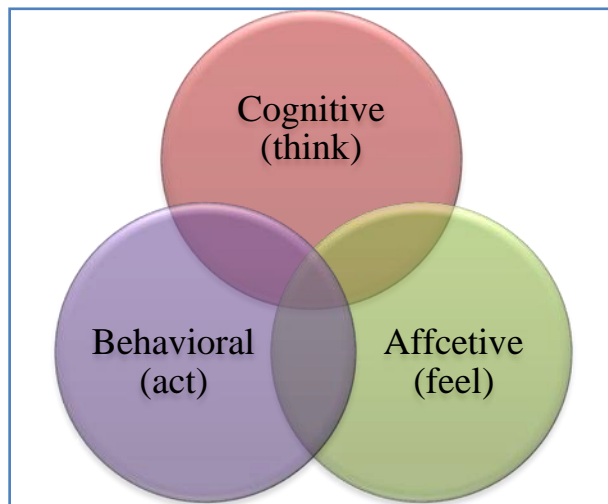 Cognitive
(think)
Behavioral
(act)
Affcetive
(feel)